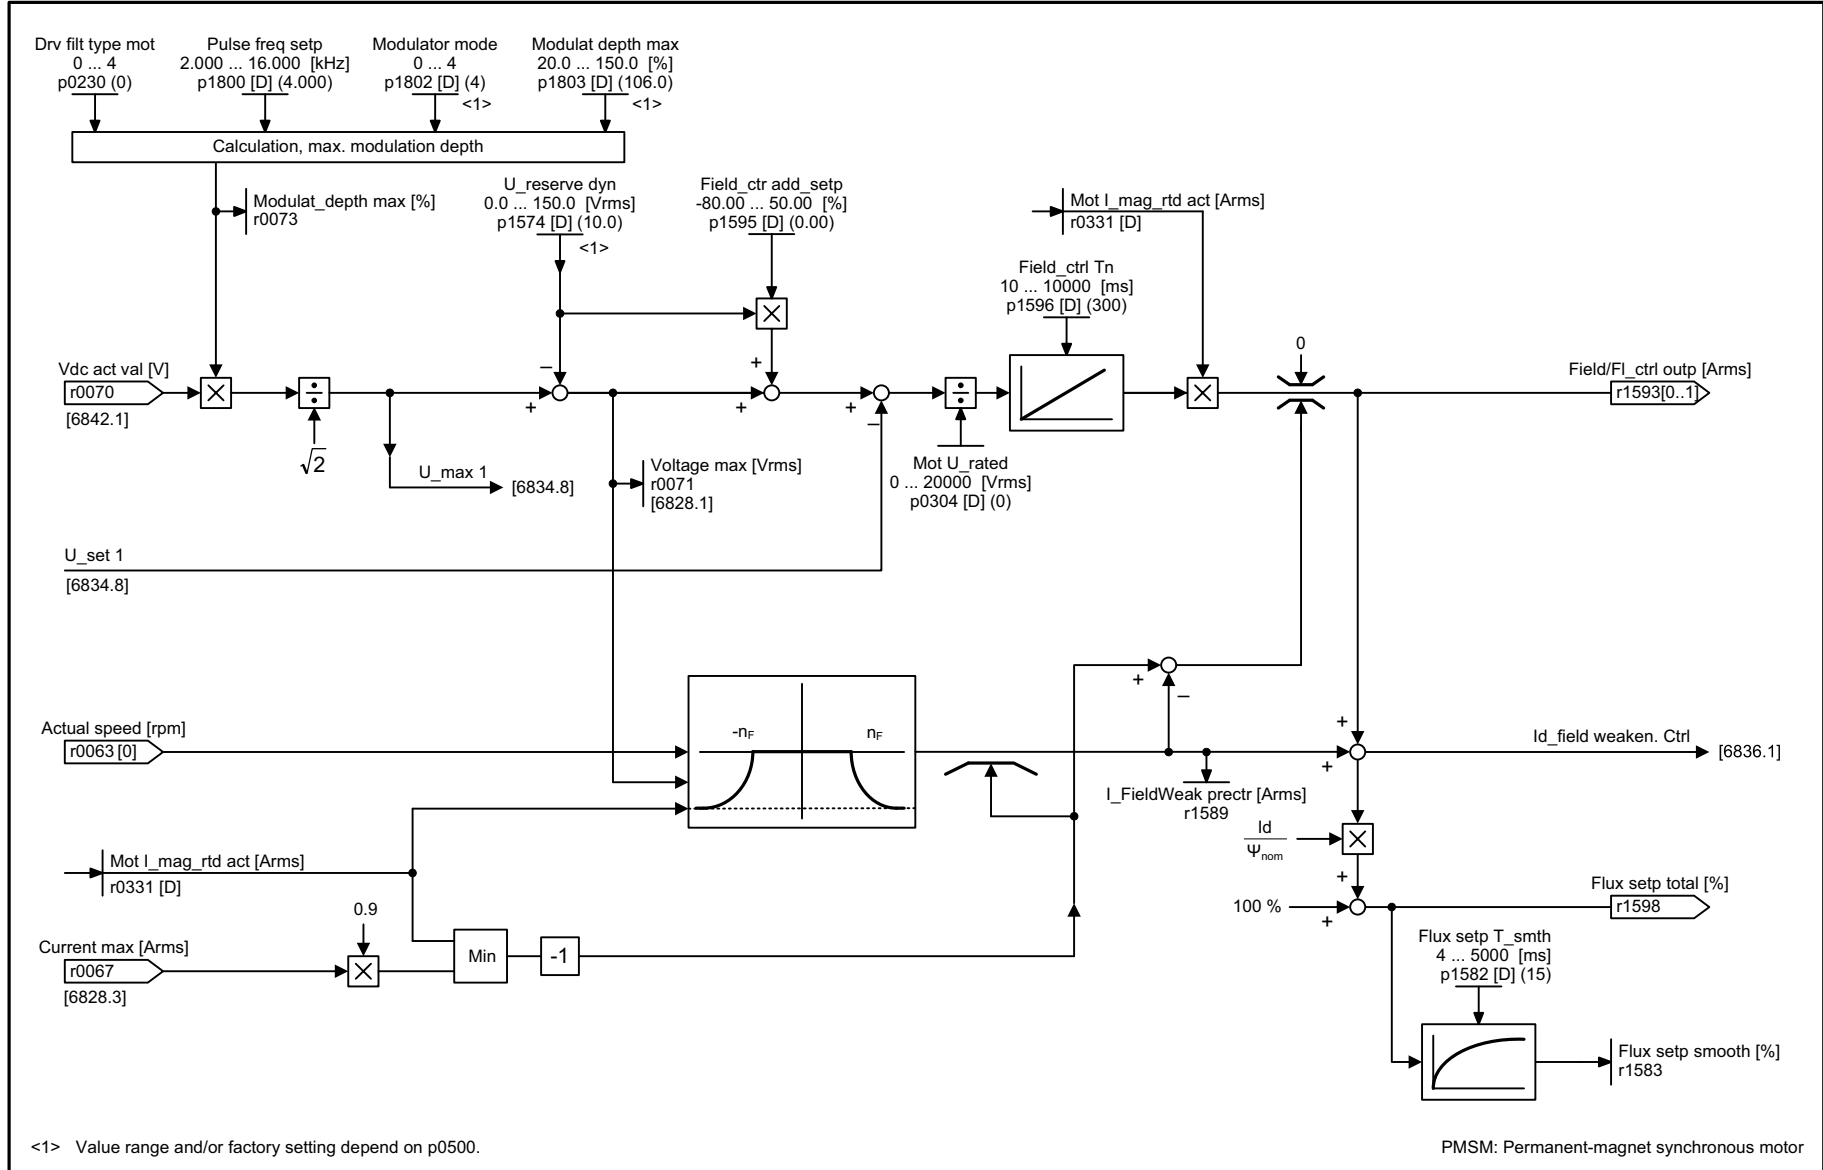 Drv filt type mot
0 ... 4
p0230 (0)
Pulse freq setp
2.000 ... 16.000 [kHz]
p1800 [D] (4.000)
Modulator mode
0 ... 4
p1802 [D] (4)
<1>
Modulat depth max
20.0 ... 150.0 [%]
p1803 [D] (106.0)
<1>
Calculation, max. modulation depth
Modulat_depth max [%]
r0073
U_reserve dyn
0.0 ... 150.0 [Vrms]
p1574 [D] (10.0)
<1>
Field_ctr add_setp
-80.00 ... 50.00 [%]
p1595 [D] (0.00)
Mot I_mag_rtd act [Arms]
r0331 [D]
Field_ctrl Tn
10 ... 10000 [ms]
p1596 [D] (300)
0
Vdc act val [V]
r0070
[6842.1]
×
÷
√2
–
+
×
+
+
+
–
÷
×
Field/Fl_ctrl outp [Arms]
r1593[0..1]
U_max 1
[6834.8]
Voltage max [Vrms]
r0071
[6828.1]
Mot U_rated
0 ... 20000 [Vrms]
p0304 [D] (0)
U_set 1
[6834.8]
+
–
Actual speed [rpm]
r0063 [0]
-nF
nF
+
+
Id_field weaken. Ctrl
[6836.1]
I_FieldWeak prectr [Arms]
r1589
Id
Ψnom
×
Mot I_mag_rtd act [Arms]
r0331 [D]
+
100 %
+
Flux setp total [%]
r1598
0.9
Current max [Arms]
r0067
[6828.3]
×
Min
-1
Flux setp T_smth
4 ... 5000 [ms]
p1582 [D] (15)
Flux setp smooth [%]
r1583
<1> Value range and/or factory setting depend on p0500.
PMSM: Permanent-magnet synchronous motor